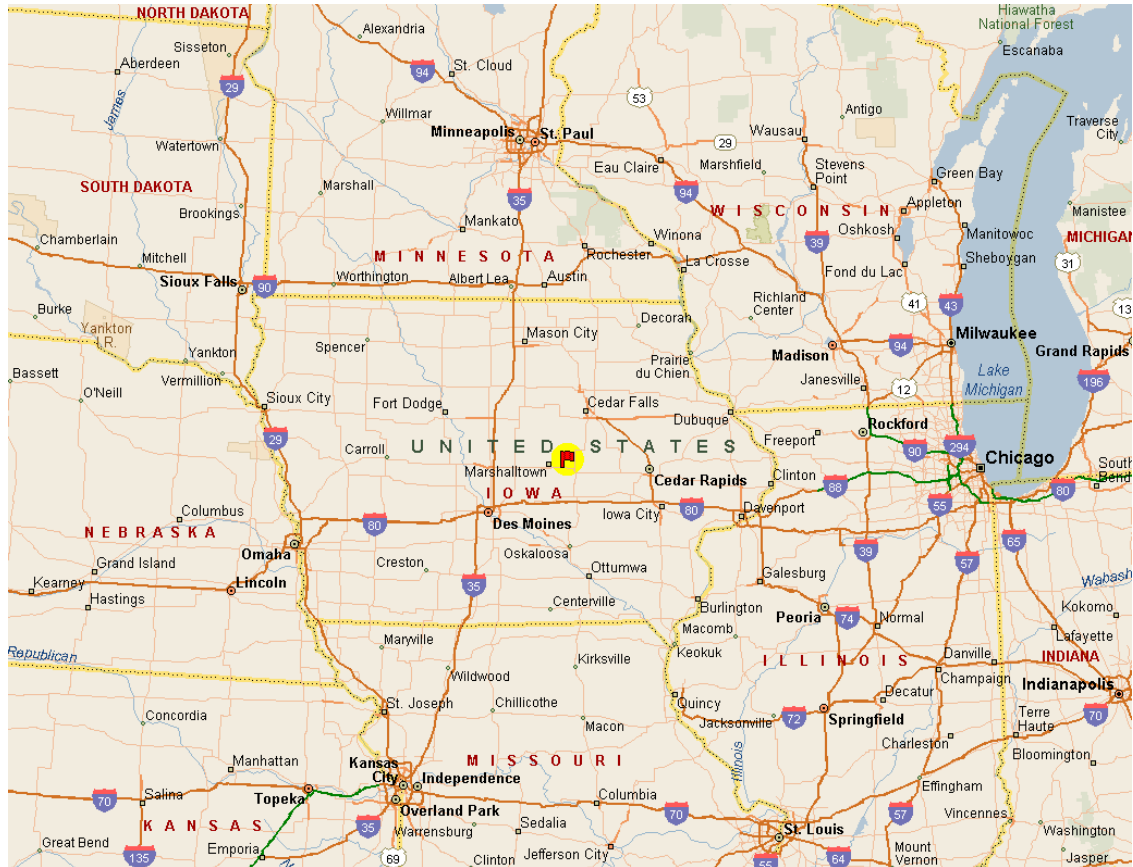 NORTH DAKOTA
Hiawatha
National Forest
Sisseton
Alexandria
Escanaba
Aberdeen
94
St. Cloud
29
53
James
Willmar
Antigo
Traverse
City
Minneapolis
St. Paul
Wausau
Watertown
29
Eau Claire
Marshfield
Stevens
Point
Green Bay
SOUTH DAKOTA
Marshall
35
94
Brookings
WISCONSIN
Appleton
Manistee
Mankato
Oshkosh
Manitowoc
MICHIGAN
Chamberlain
Winona
39
Mitchell
MINNESOTA
Rochester
La Crosse
Sheboygan
31
Sioux Falls
90
Worthington
Albert Lea
Austin
Fond du Lac
Burke
Richland
Center
41
43
13
Yankton
I.R.
Mason City
Decorah
Spencer
Madison
94
Milwaukee
Grand Rapids
Yankton
Prairie
du Chien
Bassett
Vermillion
Janesville
Lake
Michigan
196
O'Neill
12
Sioux City
Fort Dodge
Cedar Falls
Dubuque
29
Rockford
Freeport
294
Carroll
UNITED STATES
90
Chicago
Marshalltown
Cedar Rapids
Clinton
88
South
Bend
80
IOWA
55
Columbus
80
Des Moines
Iowa City
80
Davenport
NEBRASKA
Omaha
Oskaloosa
39
65
Grand Island
Creston
57
Kearney
Lincoln
35
Ottumwa
Galesburg
Wabash
Hastings
Centerville
Burlington
Peoria
74
Normal
Kokomo
Maryville
Macomb
Lafayette
Republican
Keokuk
Danville
INDIANA
Kirksville
ILLINOIS
Wildwood
Champaign
Indianapolis
St. Joseph
Chillicothe
Quincy
Decatur
Concordia
Macon
Jacksonville
72
Springfield
Terre
Haute
70
Charleston
Illinois
Bloomington
Manhattan
Kansas
City
MISSOURI
Independence
Effingham
70
Salina
Topeka
Overland Park
Columbia
70
57
Vincennes
KANSAS
35
Warrensburg
Sedalia
St. Louis
Washington
Great Bend
135
Emporia
69
Clinton
Jefferson City
55
64
Mount
Vernon
Jasper